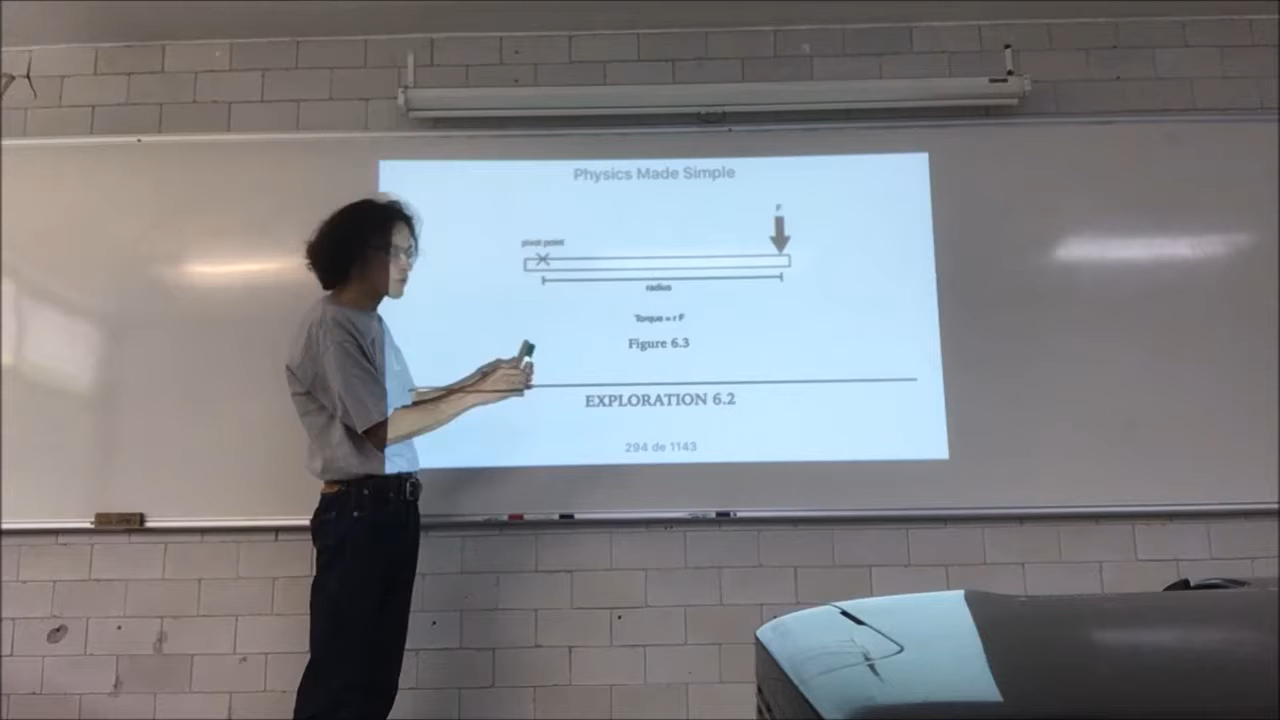 Physics Made Simple
F
pivot point
radius
Torque = r F
Figure 6.3
EXPLORATION 6.2
294 de 1143